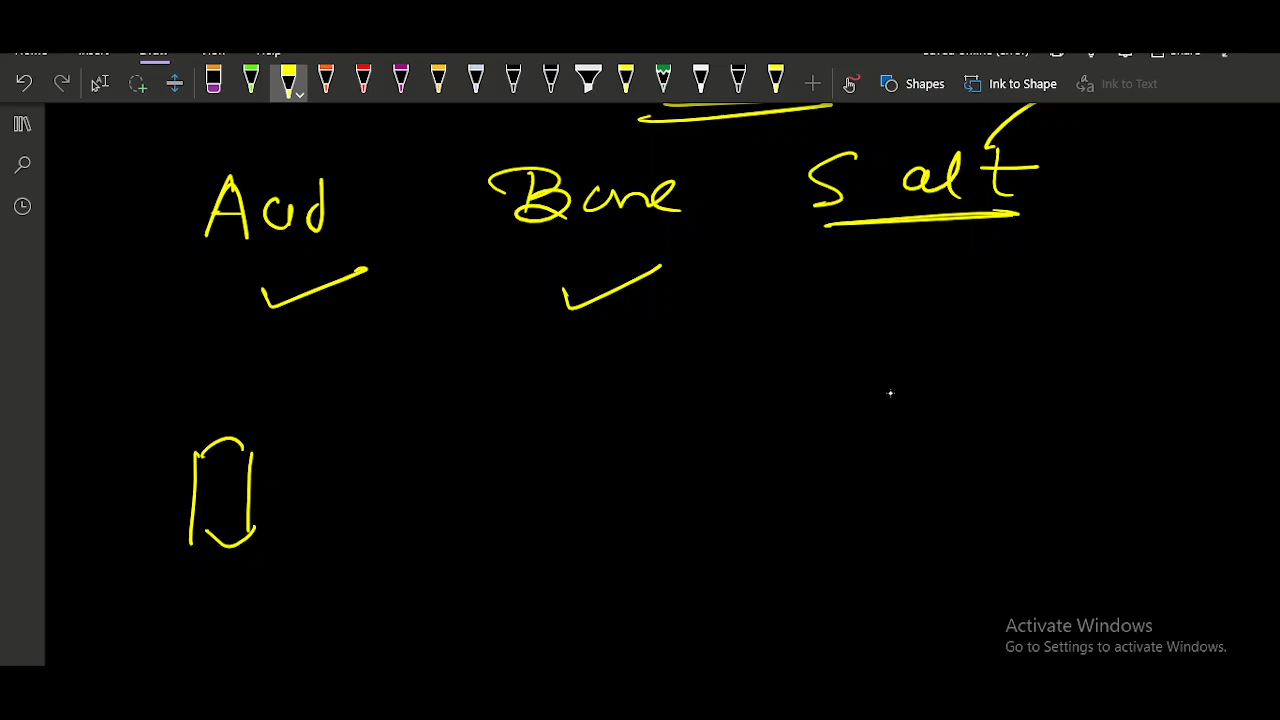 Shapes Ink to Shape Ink to Text
Acid Base Salt
Activate Windows
Go to Settings to activate Windows.